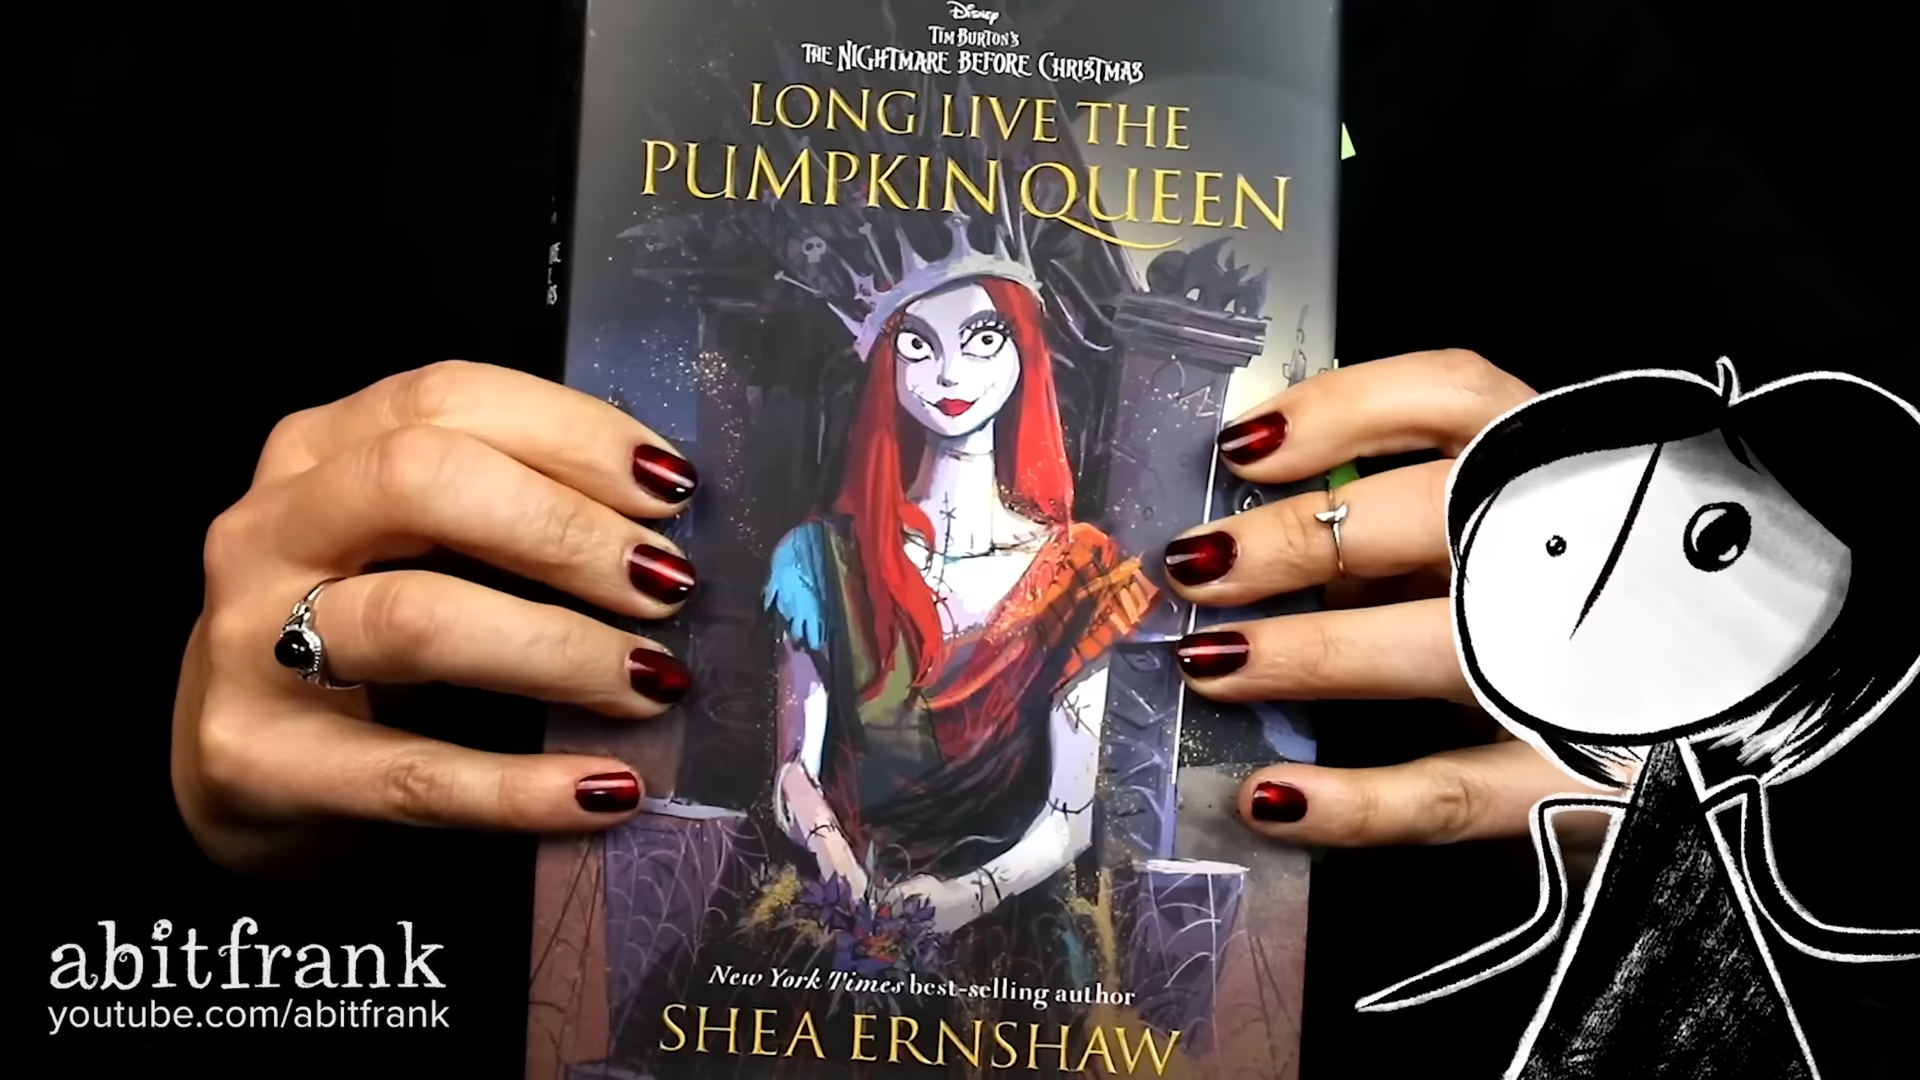 Disney
TIM BURTON'S
THE NIGHTMARE BEFORE CHRISTMAS
LONG LIVE THE
PUMPKIN QUEEN
New York Times best-selling author
SHEA ERNSHAW
abitfrank
youtube.com/abitfrank